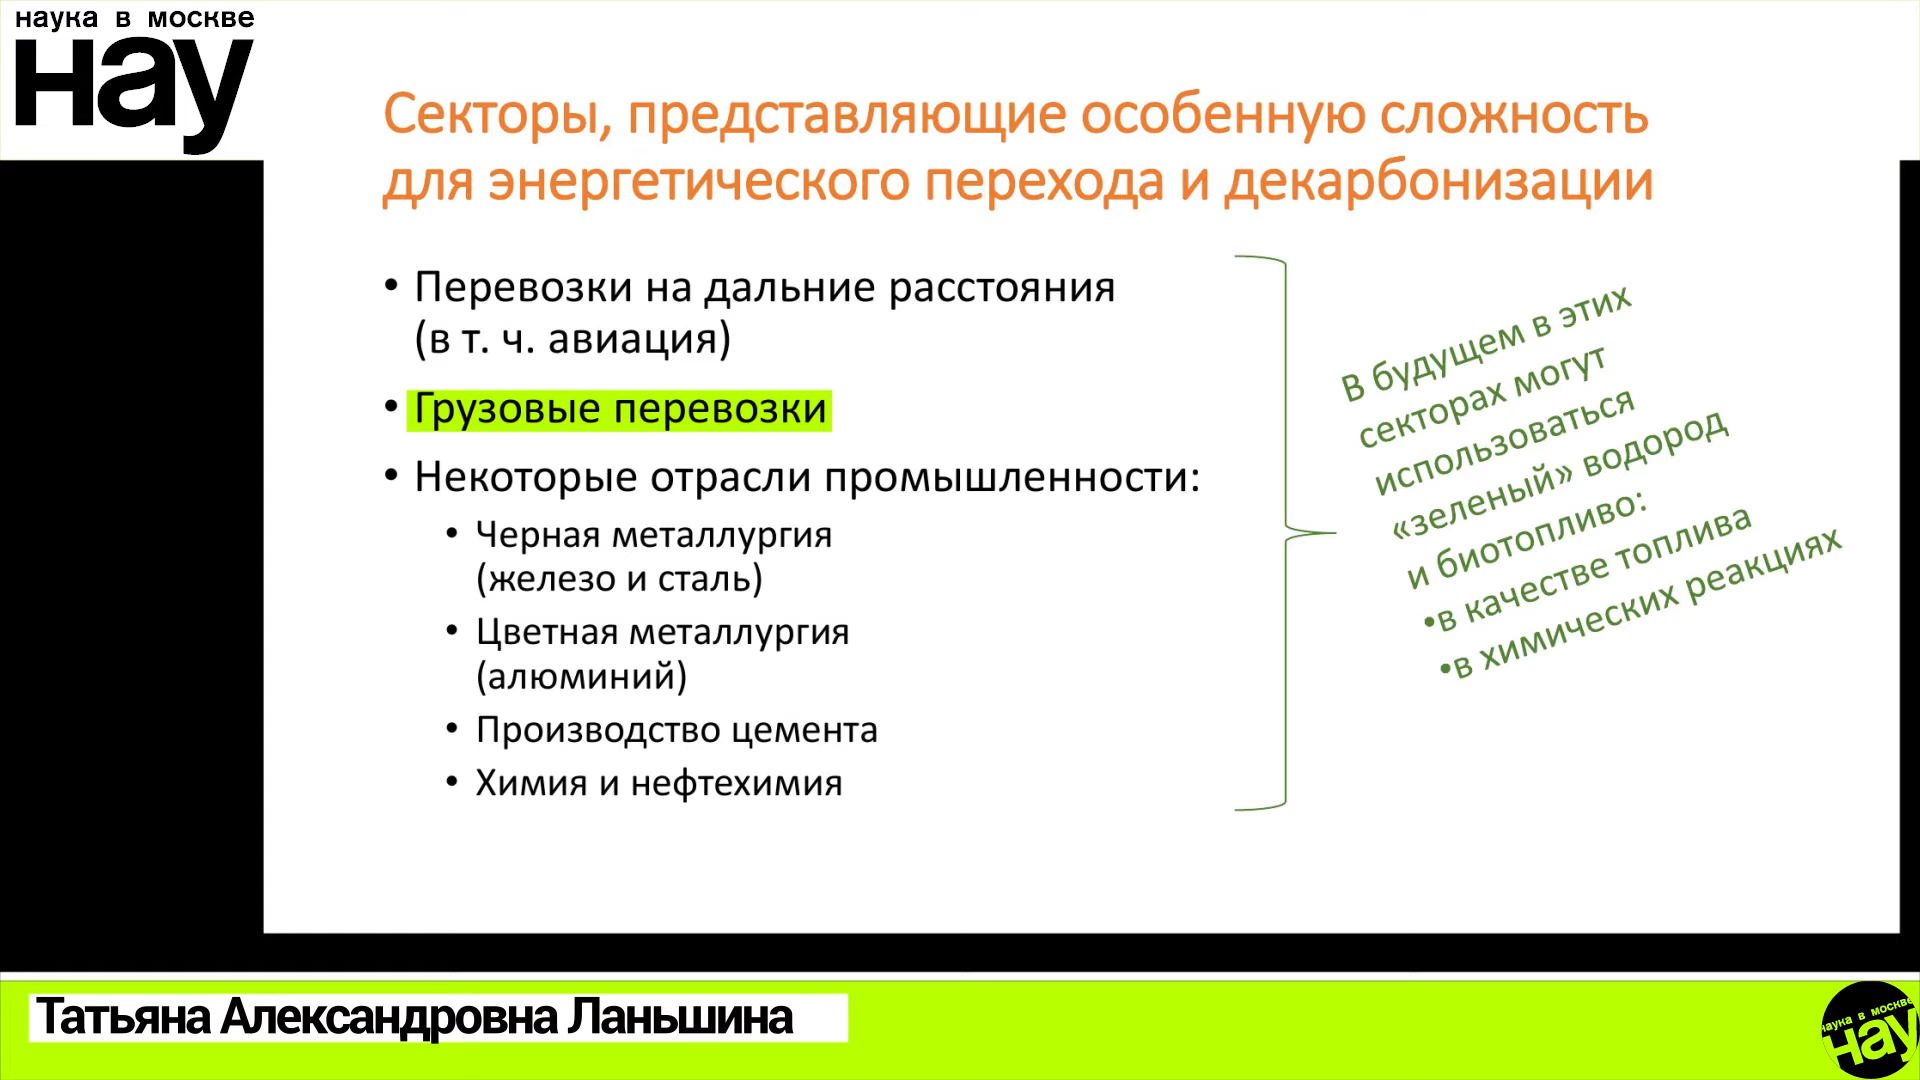 наука в москве
нау
Секторы, представляющие особенную сложность
для энергетического перехода и декарбонизации
• Перевозки на дальние расстояния
(в т. ч. авиация)
• Грузовые перевозки
• Некоторые отрасли промышленности:
• Черная металлургия
(железо и сталь)
• Цветная металлургия
(алюминий)
• Производство цемента
• Химия и нефтехимия
В будущем в этих
секторах могут
использоваться
«зеленый» водород
и биотопливо:
•в качестве топлива
•в химических реакциях
Татьяна Александровна Ланьшина
наука в москве
нау